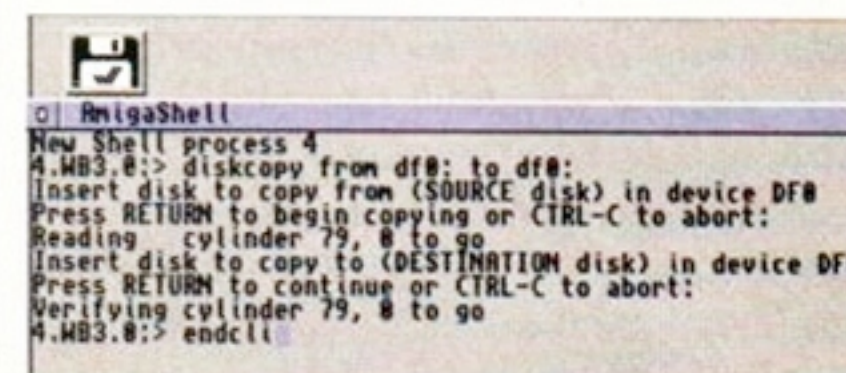 AmigaShell
New Shell process 4
4.WB3.0:> diskcopy from df0: to df0:
Insert disk to copy from (SOURCE disk) in device DF0
Press RETURN to begin copying or CTRL-C to abort:
Reading cylinder 79, 0 to go
Insert disk to copy to (DESTINATION disk) in device DF
Press RETURN to continue or CTRL-C to abort:
Verifying cylinder 79, 0 to go
4.WB3.0:> endcli